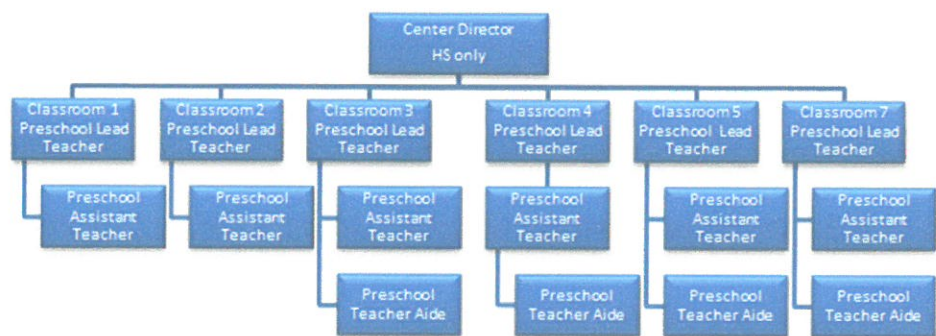 Center Director
HS only
Classroom 1
Preschool Lead
Teacher
Classroom 2
Preschool Lead
Teacher
Classroom 3
Preschool Lead
Teacher
Classroom 4
Preschool Lead
Teacher
Classroom 5
Preschool Lead
Teacher
Classroom 7
Preschool Lead
Teacher
Preschool
Assistant
Teacher
Preschool
Assistant
Teacher
Preschool
Assistant
Teacher
Preschool
Assistant
Teacher
Preschool
Assistant
Teacher
Preschool
Assistant
Teacher
Preschool
Teacher Aide
Preschool
Teacher Aide
Preschool
Teacher Aide
Preschool
Teacher Aide